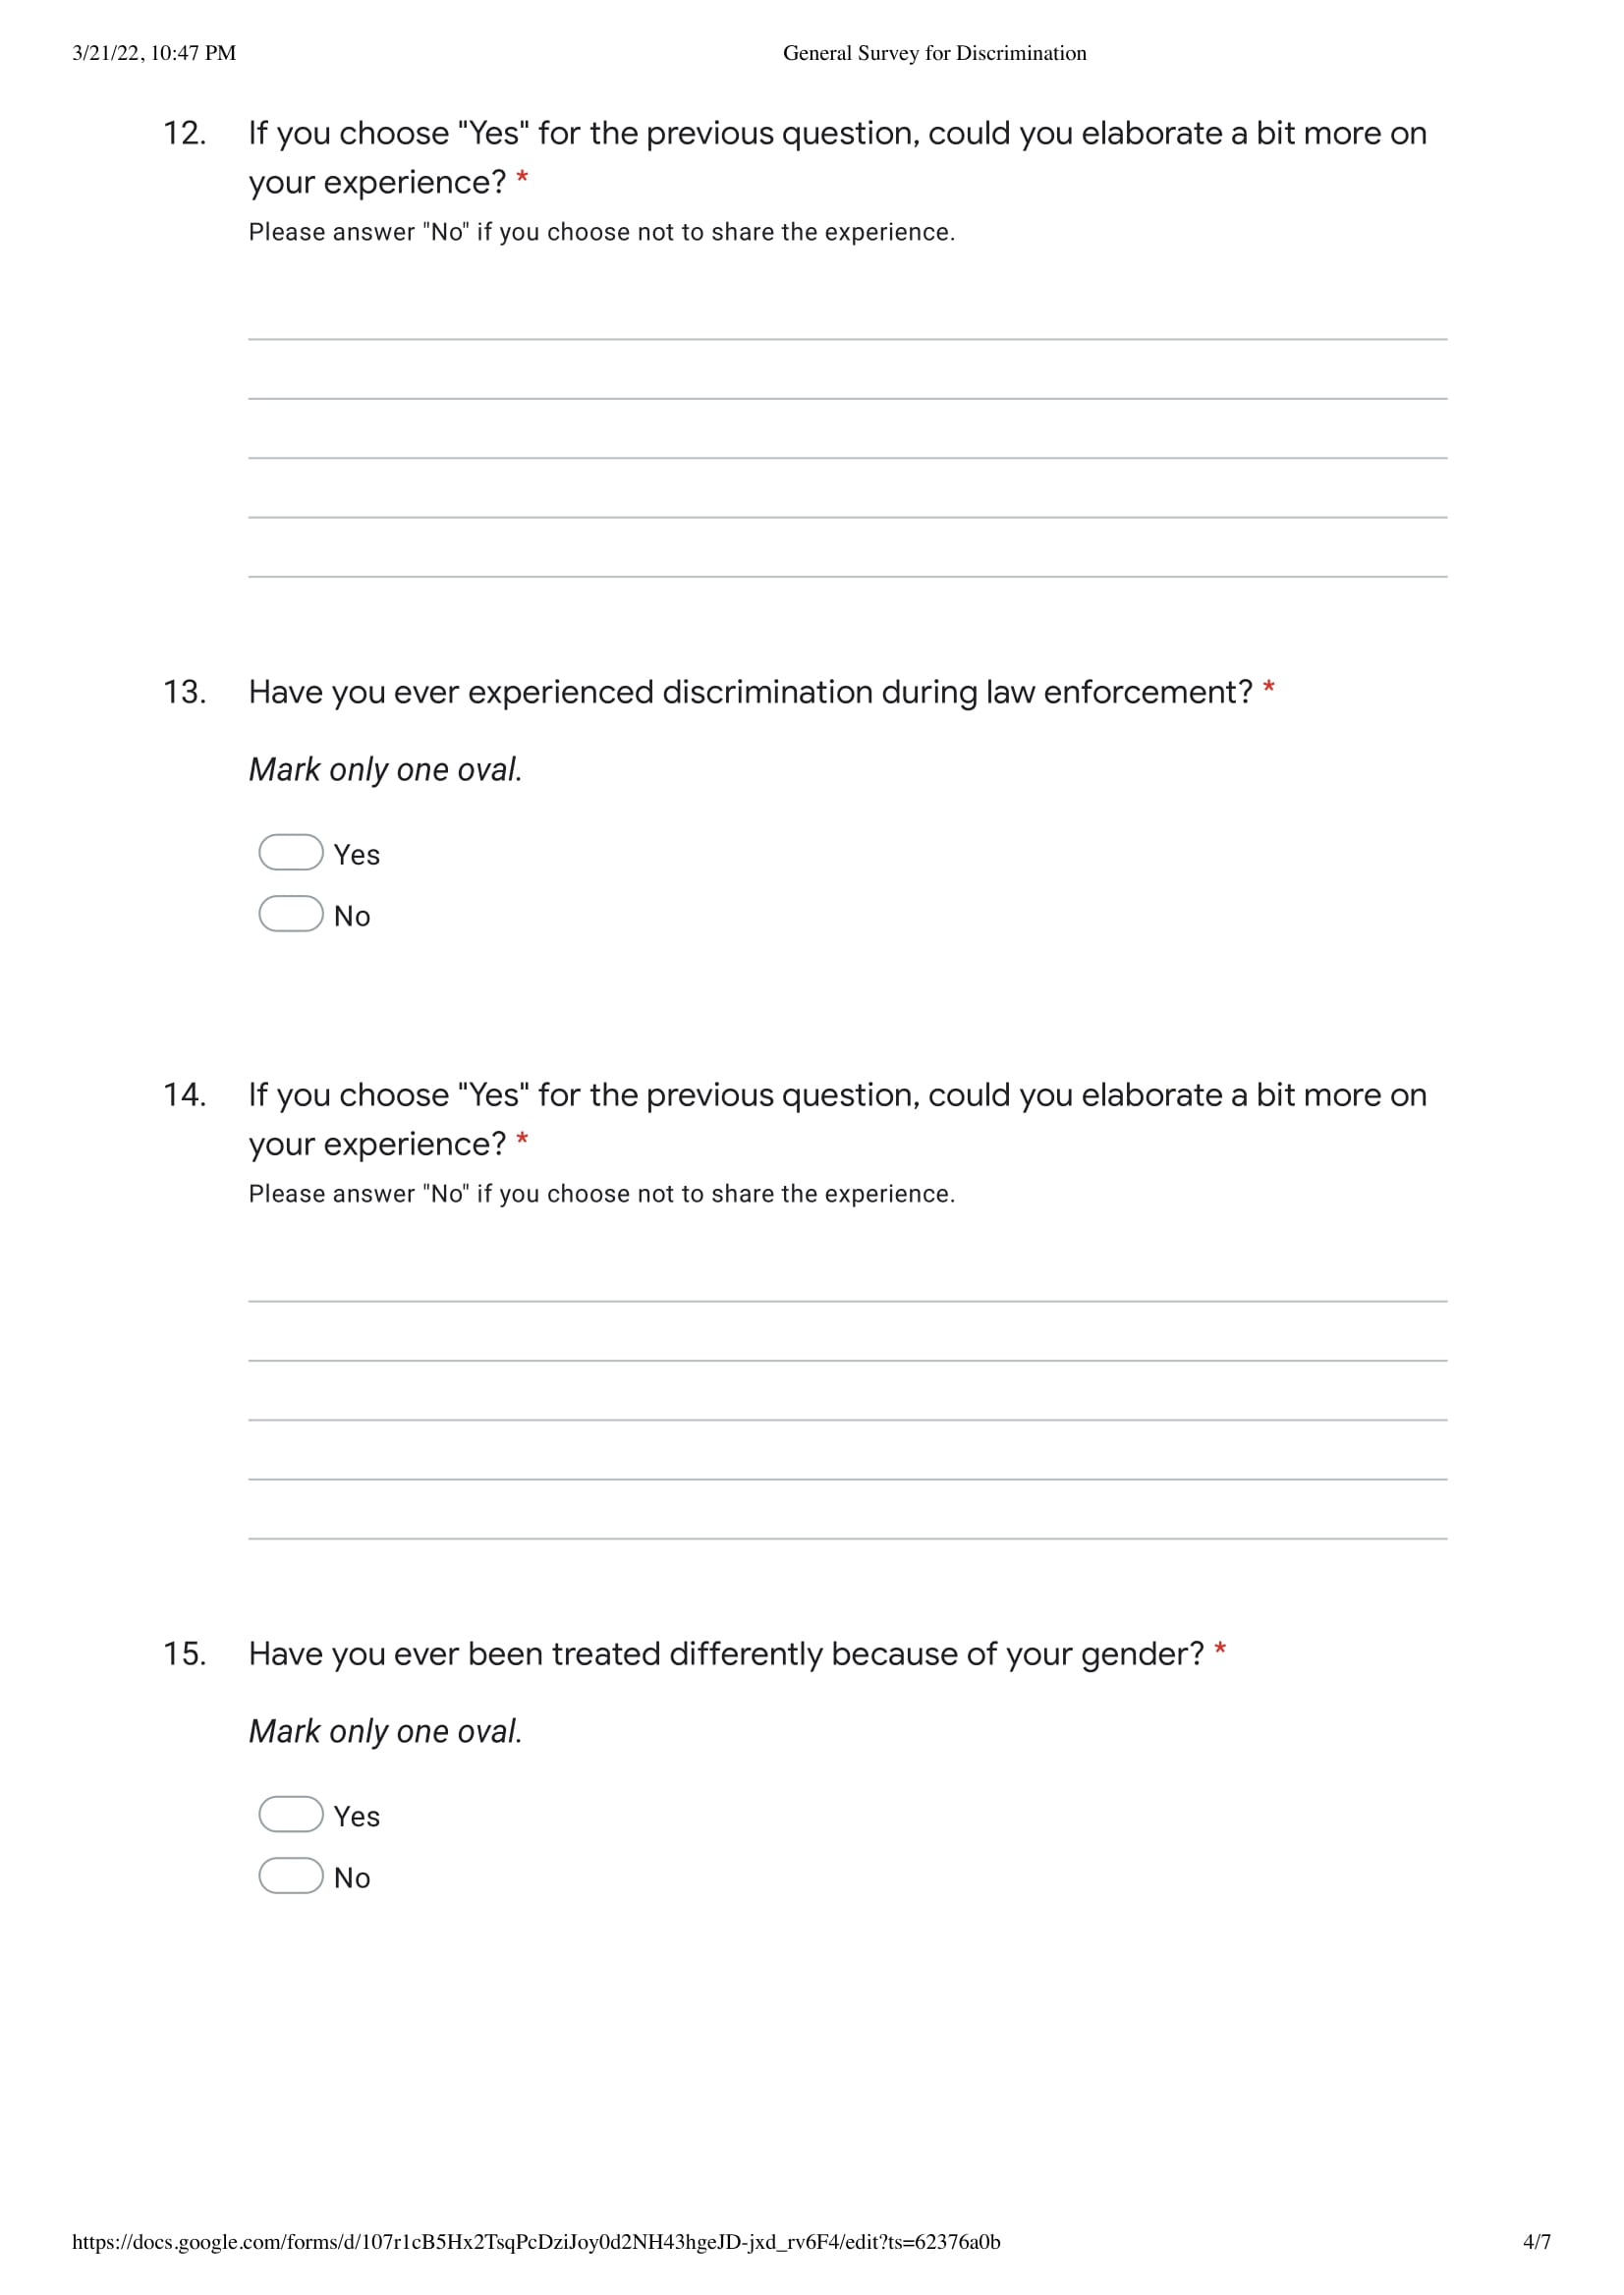 3/21/22, 10:47 PM General Survey for Discrimination
12. If you choose "Yes" for the previous question, could you elaborate a bit more on
your experience? *
Please answer "No" if you choose not to share the experience.
13. Have you ever experienced discrimination during law enforcement? *
Mark only one oval.
Yes
No
14. If you choose "Yes" for the previous question, could you elaborate a bit more on
your experience? *
Please answer "No" if you choose not to share the experience.
15. Have you ever been treated differently because of your gender? *
Mark only one oval.
Yes
No
https://docs.google.com/forms/d/107r1cB5Hx2TsqPcDziJoy0d2NH43hgeJD-jxd_rv6F4/edit?ts=62376a0b 4/7